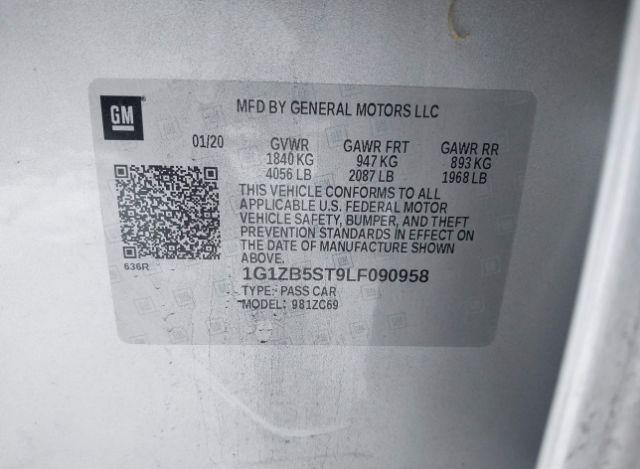 GM
MFD BY GENERAL MOTORS LLC
01/20 GVWR GAWR FRT GAWR RR
1840 KG 947 KG 893 KG
4056 LB 2087 LB 1968 LB
THIS VEHICLE CONFORMS TO ALL
APPLICABLE U.S. FEDERAL MOTOR
VEHICLE SAFETY, BUMPER, AND THEFT
PREVENTION STANDARDS IN EFFECT ON
THE DATE OF MANUFACTURE SHOWN
ABOVE.
636R
1G1ZB5ST9LF090958
TYPE: PASS CAR
MODEL: 981ZC69